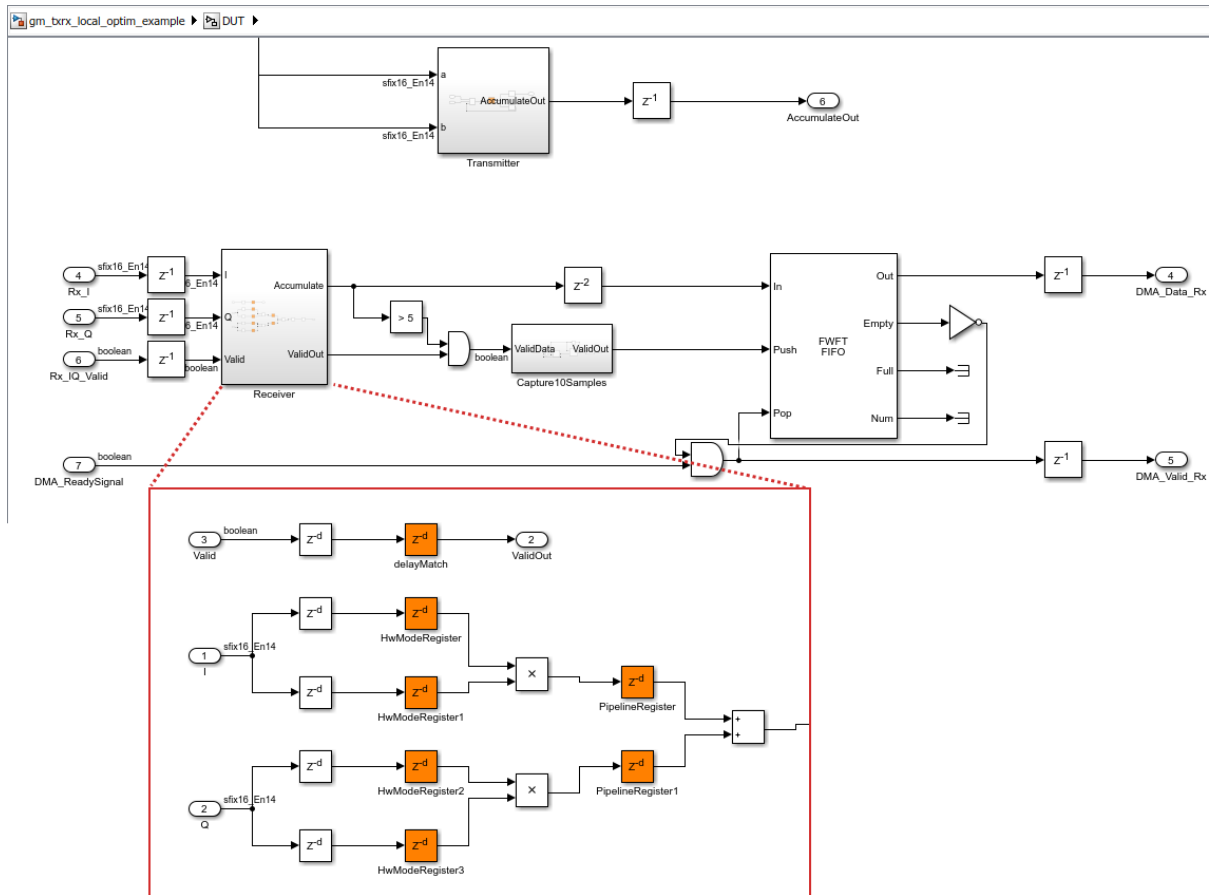 gm_txrx_local_optim_example ▶ DUT ▶
sfix16_En14
a
AccumulateOut
sfix16_En14
b
Transmitter
z-1
6
AccumulateOut
4
Rx_I
sfix16_En14
z-1
6_En14
I
5
Rx_Q
sfix16_En14
z-1
6_En14
Q
6
Rx_IQ_Valid
boolean
z-1
boolean
Valid
Accumulate
ValidOut
Receiver
> 5
boolean
ValidData
ValidOut
Capture10Samples
z-2
In
Push
Pop
FWFT
FIFO
Out
Empty
Full
Num
z-1
4
DMA_Data_Rx
z-1
5
DMA_Valid_Rx
7
DMA_ReadySignal
boolean
3
Valid
boolean
z-d
z-d
delayMatch
2
ValidOut
1
I
sfix16_En14
z-d
z-d
HwModeRegister
z-d
z-d
HwModeRegister1
×
z-d
PipelineRegister
+
+
2
Q
sfix16_En14
z-d
z-d
HwModeRegister2
z-d
z-d
HwModeRegister3
×
z-d
PipelineRegister1